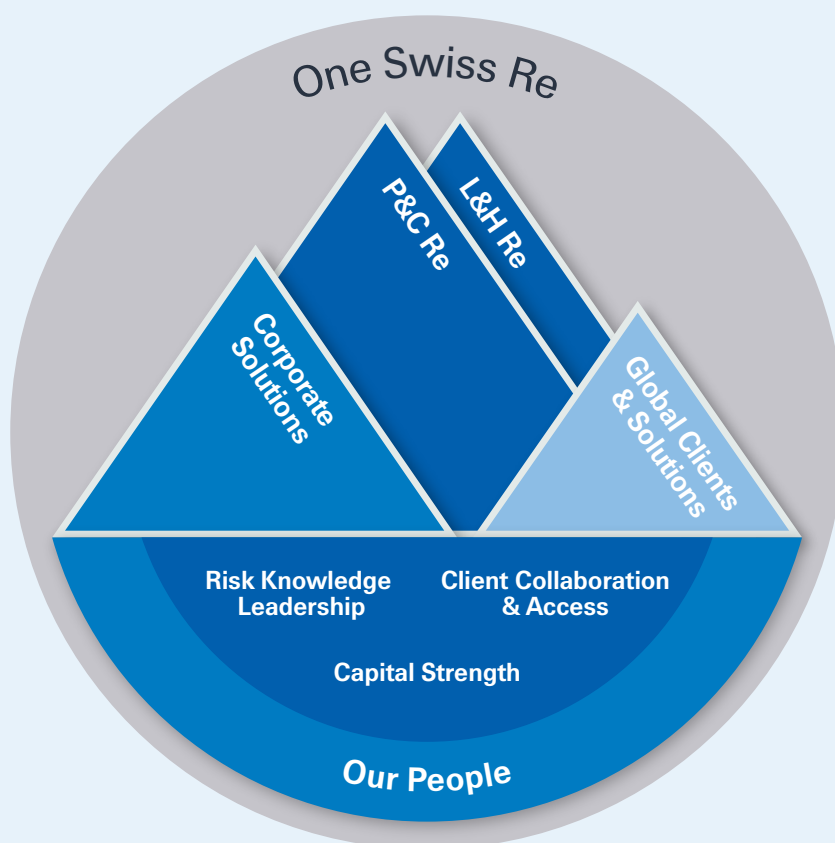 One Swiss Re
P&C Re
L&H Re
Corporate
Solutions
Global Clients
& Solutions
Risk Knowledge
Leadership
Client Collaboration
& Access
Capital Strength
Our People